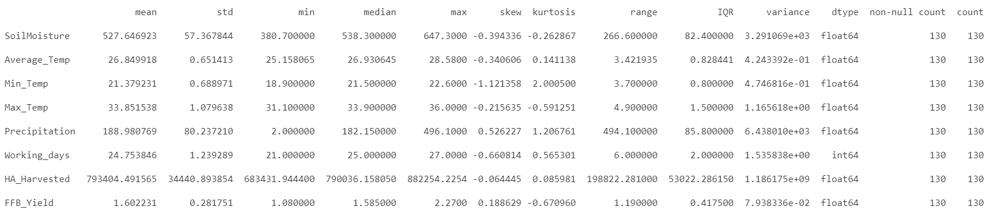 mean std min median max skew kurtosis range IQR variance dtype non-null count count
SoilMoisture 527.646923 57.367844 380.700000 538.300000 647.3000 -0.394336 -0.262867 266.600000 82.400000 3.291069e+03 float64 130 130
Average_Temp 26.849918 0.651413 25.158065 26.930645 28.5800 -0.340606 0.141138 3.421935 0.828441 4.243392e-01 float64 130 130
Min_Temp 21.379231 0.688971 18.900000 21.500000 22.6000 -1.121358 2.000500 3.700000 0.800000 4.746816e-01 float64 130 130
Max_Temp 33.851538 1.079638 31.100000 33.900000 36.0000 -0.215635 -0.591251 4.900000 1.500000 1.165618e+00 float64 130 130
Precipitation 188.980769 80.237210 2.000000 182.150000 496.1000 0.526227 1.206761 494.100000 85.800000 6.438010e+03 float64 130 130
Working_days 24.753846 1.239289 21.000000 25.000000 27.0000 -0.660814 0.565301 6.000000 2.000000 1.535838e+00 int64 130 130
HA_Harvested 793404.491565 34440.893854 683431.944400 790036.158050 882254.2254 -0.064445 0.085981 198822.281000 53022.286150 1.186175e+09 float64 130 130
FFB_Yield 1.602231 0.281751 1.080000 1.585000 2.2700 0.188629 -0.670960 1.190000 0.417500 7.938336e-02 float64 130 130